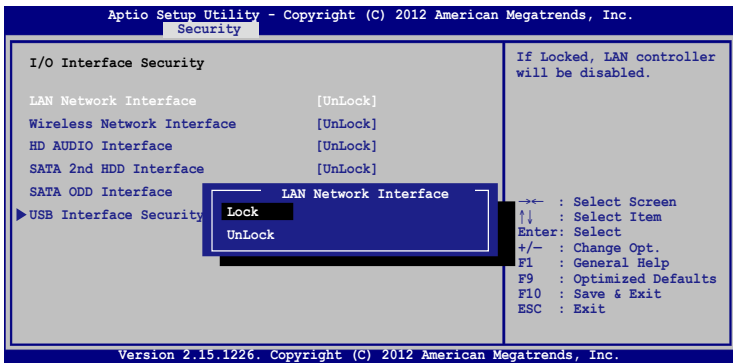 Aptio Setup Utility - Copyright (C) 2012 American Megatrends, Inc.
Security
I/O Interface Security
LAN Network Interface [UnLock]
Wireless Network Interface [UnLock]
HD AUDIO Interface [UnLock]
SATA 2nd HDD Interface [UnLock]
SATA ODD Interface
USB Interface Security
LAN Network Interface
Lock
UnLock
If Locked, LAN controller
will be disabled.
→← : Select Screen
↑↓ : Select Item
Enter: Select
+/— : Change Opt.
F1 : General Help
F9 : Optimized Defaults
F10 : Save & Exit
ESC : Exit
Version 2.15.1226. Copyright (C) 2012 American Megatrends, Inc.